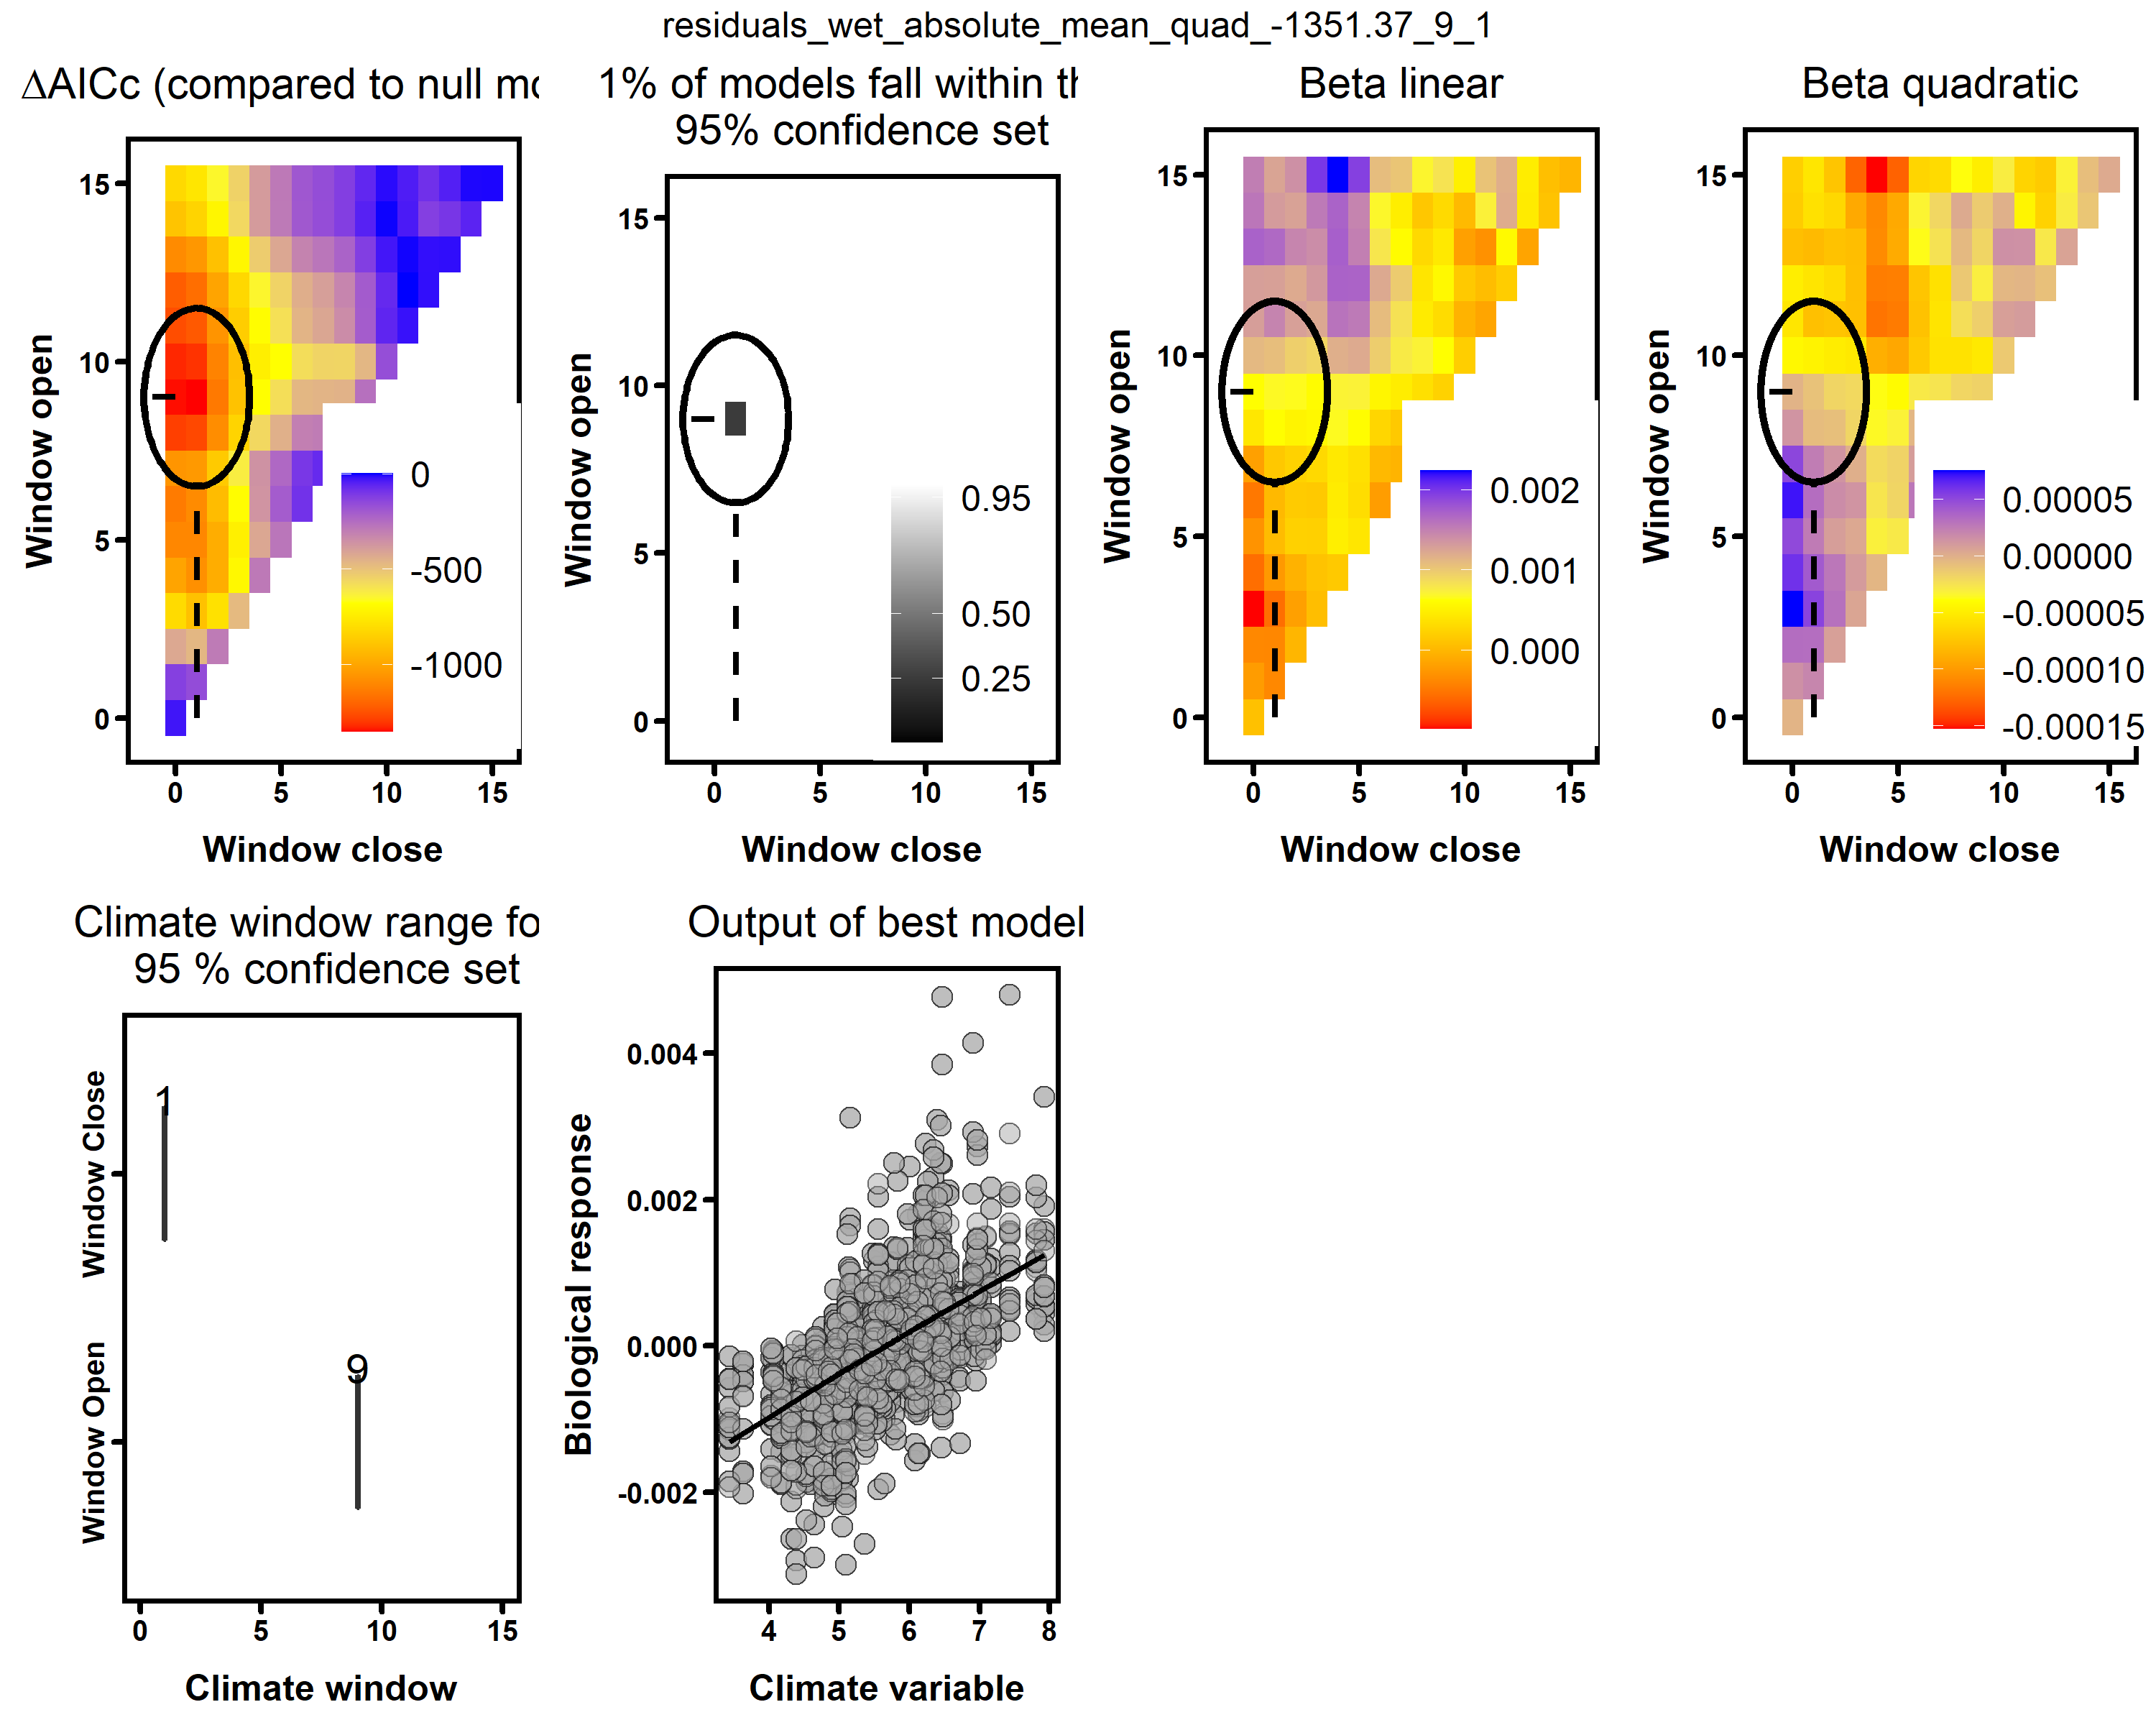 residuals_wet_absolute_mean_quad_-1351.37_9_1
ΔAICc (compared to null mo
Window open
15
10
5
0
0
-500
-1000
0 5 10 15
Window close
1% of models fall within th
95% confidence set
Window open
15
10
5
0
0.95
0.50
0.25
0 5 10 15
Window close
Beta linear
Window open
15
10
5
0
0.002
0.001
0.000
0 5 10 15
Window close
Beta quadratic
Window open
15
10
5
0
0.00005
0.00000
-0.00005
-0.00010
-0.00015
0 5 10 15
Window close
Climate window range fo
95 % confidence set
Window Close
Window Open
1
9
0 5 10 15
Climate window
Output of best model
Biological response
0.004
0.002
0.000
-0.002
4 5 6 7 8
Climate variable